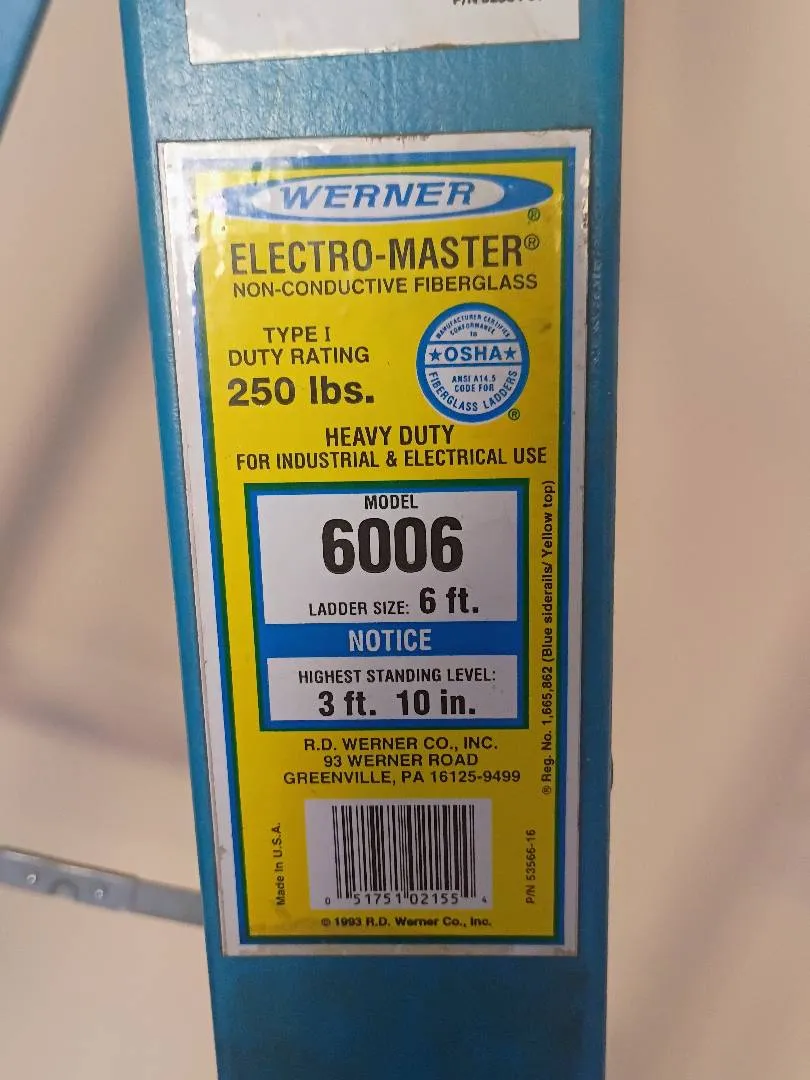 WERNER®
ELECTRO-MASTER®
NON-CONDUCTIVE FIBERGLASS
TYPE I
DUTY RATING
250 lbs.
MANUFACTURER CERTIFIES
CONFORMANCE
TO
★OSHA★
ANSI A14.5
CODE FOR
FIBERGLASS LADDERS
®
HEAVY DUTY
FOR INDUSTRIAL & ELECTRICAL USE
MODEL
6006
LADDER SIZE: 6 ft.
NOTICE
HIGHEST STANDING LEVEL:
3 ft. 10 in.
® Reg. No. 1,665,862 (Blue siderails/ Yellow top)
R.D. WERNER CO., INC.
93 WERNER ROAD
GREENVILLE, PA 16125-9499
Made In U.S.A.
0 51751 02155 4
P/N 53566-16
© 1993 R.D. Werner Co., Inc.